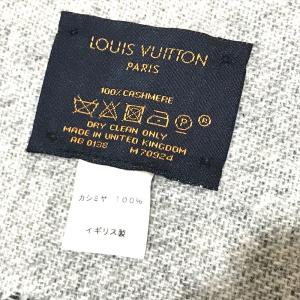 LOUIS VUITTON
PARIS
100% CASHMERE
DRY CLEAN ONLY
MADE IN UNITED KINGDOM
AG 0138 M70924
カシミヤ 100%
イギリス製